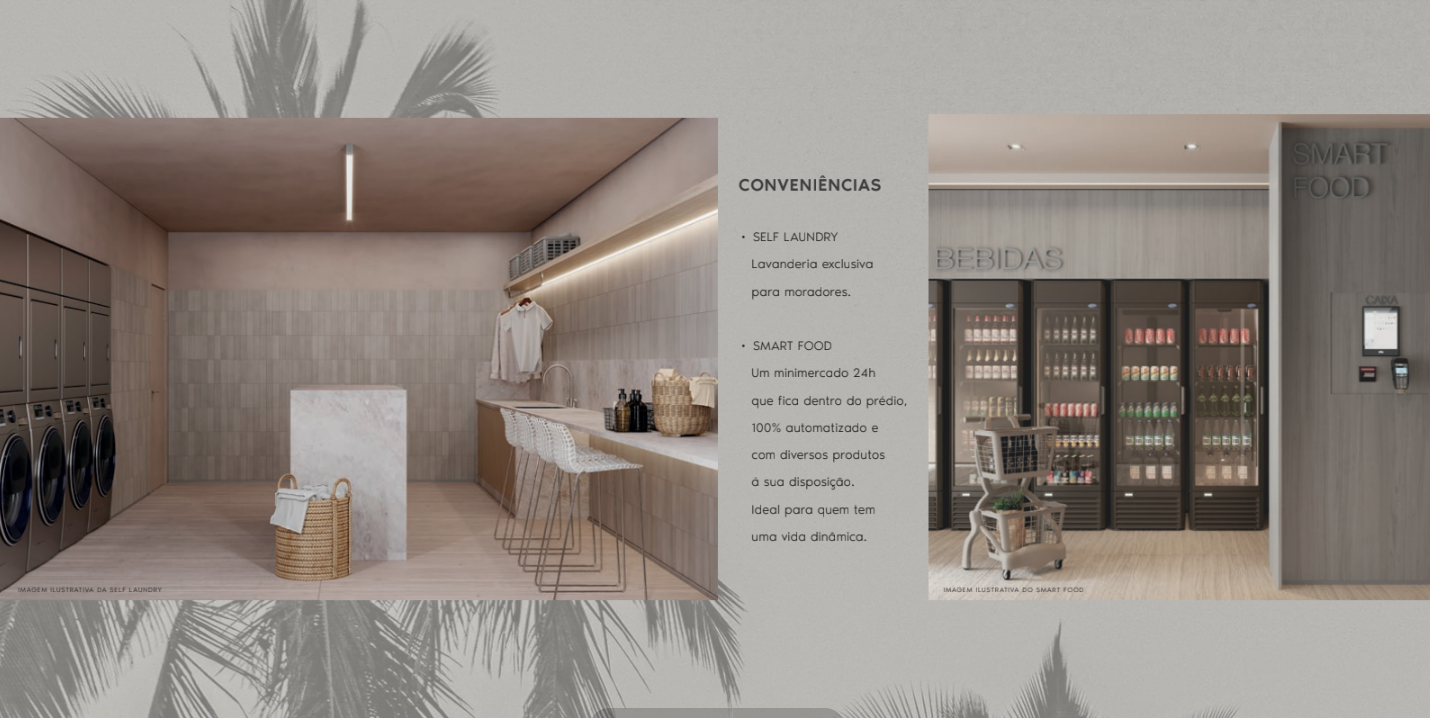 CONVENIÊNCIAS
• SELF LAUNDRY
Lavanderia exclusiva
para moradores.
• SMART FOOD
Um minimercado 24h
que fica dentro do prédio,
100% automatizado e
com diversos produtos
á sua disposição.
Ideal para quem tem
uma vida dinâmica.
IMAGEM ILUSTRATIVA DA SELF LAUNDRY
BEBIDAS
SMART
FOOD
CAIXA
IMAGEM ILUSTRATIVA DO SMART FOOD